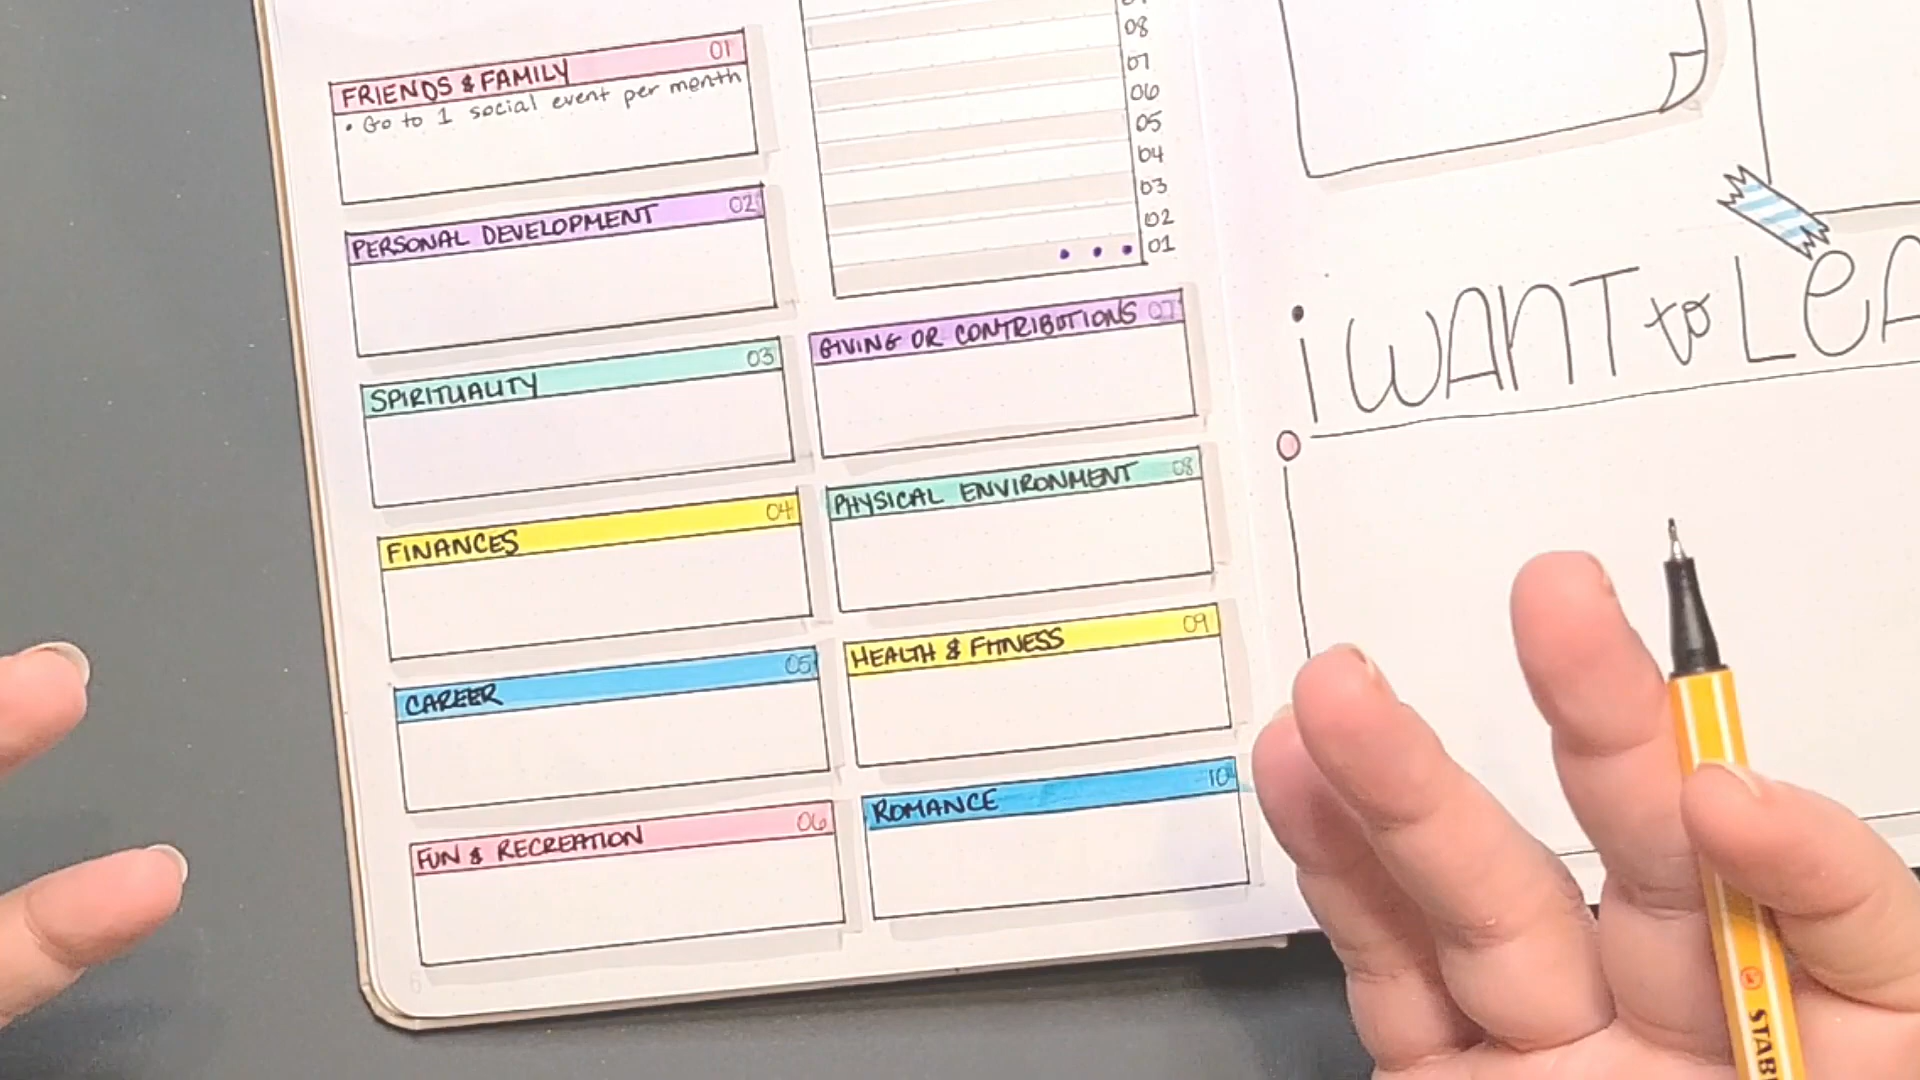 FRIENDS & FAMILY 01
• Go to 1 social event per month
PERSONAL DEVELOPMENT 02
SPIRITUALITY 03
FINANCES 04
CAREER 05
FUN & RECREATION 06
08
07
06
05
04
03
02
01
GIVING OR CONTRIBUTIONS 07
PHYSICAL ENVIRONMENT 08
HEALTH & FITNESS 09
ROMANCE 10
i WANT to LEA
STAB